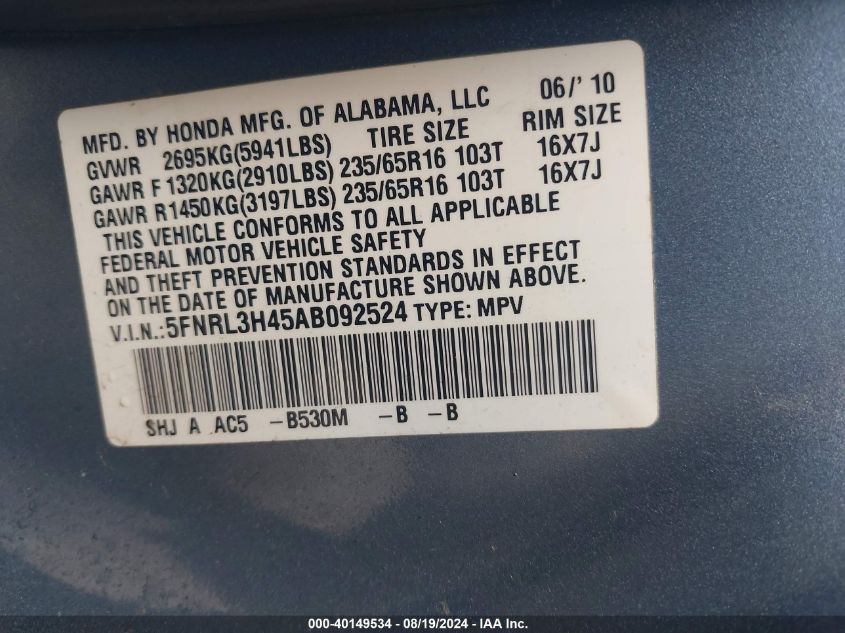 MFD. BY HONDA MFG. OF ALABAMA, LLC 06/' 10
GVWR 2695KG(5941LBS) TIRE SIZE RIM SIZE
GAWR F 1320KG(2910LBS) 235/65R16 103T 16X7J
GAWR R1450KG(3197LBS) 235/65R16 103T 16X7J
THIS VEHICLE CONFORMS TO ALL APPLICABLE
FEDERAL MOTOR VEHICLE SAFETY
AND THEFT PREVENTION STANDARDS IN EFFECT
ON THE DATE OF MANUFACTURE SHOWN ABOVE.
V.I.N.:5FNRL3H45AB092524 TYPE: MPV
SHJ A AC5 -B530M -B -B
000-40149534 - 08/19/2024 - IAA Inc.